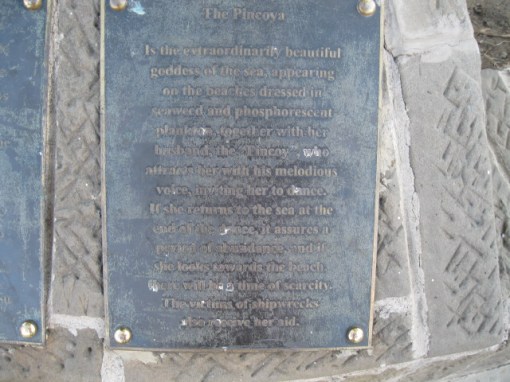 The Pincoya
Is the extraordinarily beautiful
goddess of the sea, appearing
on the beaches dressed in
seaweed and phosphorescent
plankton, together with her
husband, the "Pincoy", who
attracts her with his melodious
voice, inviting her to dance.
If she returns to the sea at the
end of the dance, it assures a
period of abundance, and if
she looks towards the beach
there will be a time of scarcity.
The victims of shipwrecks
also receive her aid.